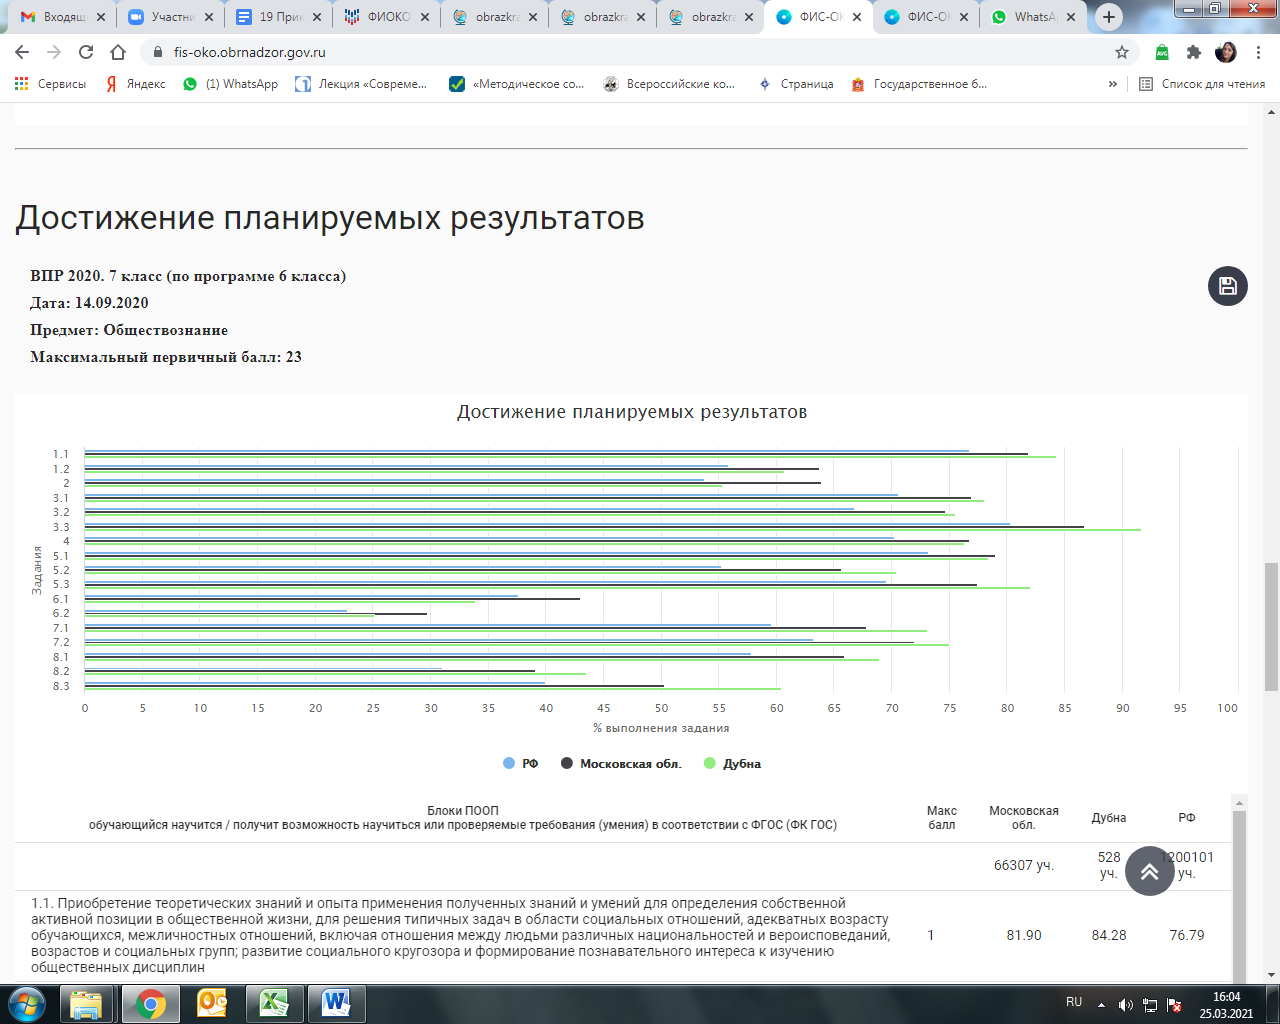 Входящ
Участни
19 При
ФИОКО
obrazkra
obrazkra
obrazkra
ФИС-ОК
ФИС-ОК
WhatsA
fis-oko.obrnadzor.gov.ru
Сервисы
Яндекс
(1) WhatsApp
Лекция «Совреме...
«Методическое со...
Всероссийские ко...
Страница
Государственное б...
»
Список для чтения
Достижение планируемых результатов
ВПР 2020. 7 класс (по программе 6 класса)
Дата: 14.09.2020
Предмет: Обществознание
Максимальный первичный балл: 23
Достижение планируемых результатов
Задания
1.1
1.2
2
3.1
3.2
3.3
4
5.1
5.2
5.3
6.1
6.2
7.1
7.2
8.1
8.2
8.3
0 5 10 15 20 25 30 35 40 45 50 55 60 65 70 75 80 85 90 95 100
% выполнения задания
РФ Московская обл. Дубна
Блоки ПООП
обучающийся научится / получит возможность научиться или проверяемые требования (умения) в соответствии с ФГОС (ФК ГОС)
Макс балл
Московская обл.
Дубна
РФ
66307 уч.
528 уч.
1200101 уч.
1.1. Приобретение теоретических знаний и опыта применения полученных знаний и умений для определения собственной
активной позиции в общественной жизни, для решения типичных задач в области социальных отношений, адекватных возрасту
обучающихся, межличностных отношений, включая отношения между людьми различных национальностей и вероисповеданий,
возрастов и социальных групп; развитие социального кругозора и формирование познавательного интереса к изучению
общественных дисциплин
1 81.90 84.28 76.79
RU
16:04
25.03.2021